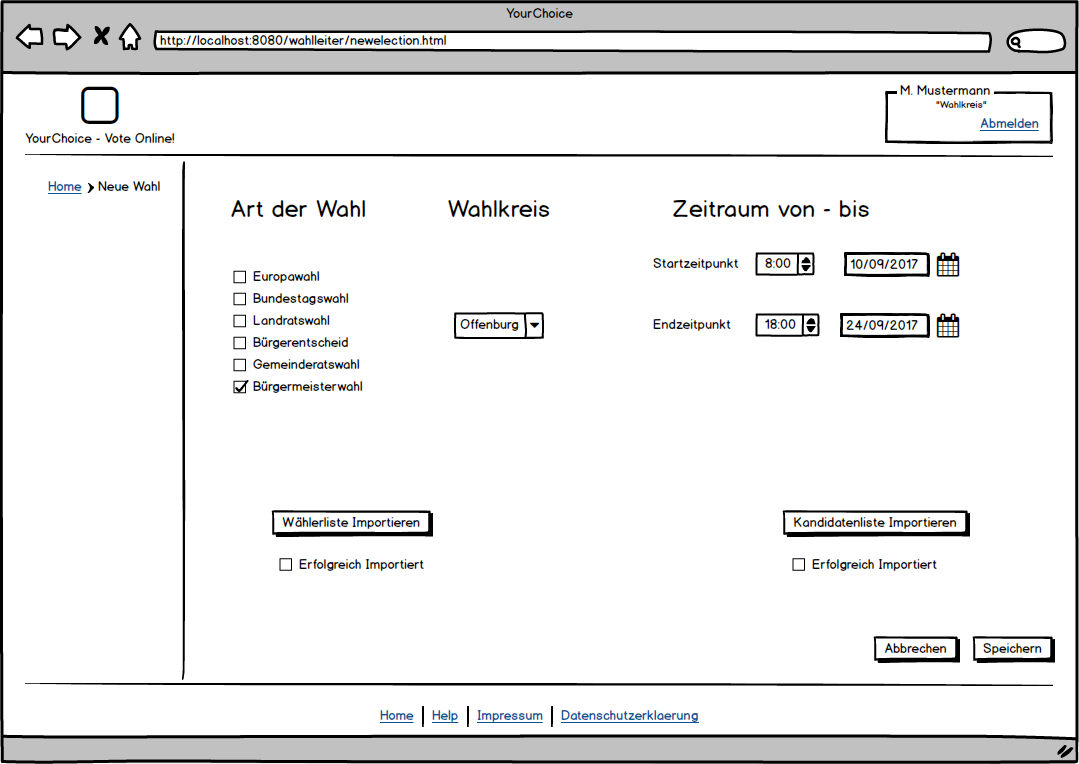 YourChoice
http://localhost:8080/wahlleiter/newelection.html
M. Mustermann
"Wahlkreis"
Abmelden
YourChoice - Vote Online!
Home Neue Wahl
Art der Wahl
Wahlkreis
Zeitraum von - bis
Europawahl
Bundestagswahl
Landratswahl
Bürgerentscheid
Gemeinderatswahl
Bürgermeisterwahl
Offenburg
Startzeitpunkt 8:00 10/09/2017
Endzeitpunkt 18:00 24/09/2017
Wählerliste Importieren
Erfolgreich Importiert
Kandidatenliste Importieren
Erfolgreich Importiert
Abbrechen Speichern
Home Help Impressum Datenschutzerklaerung